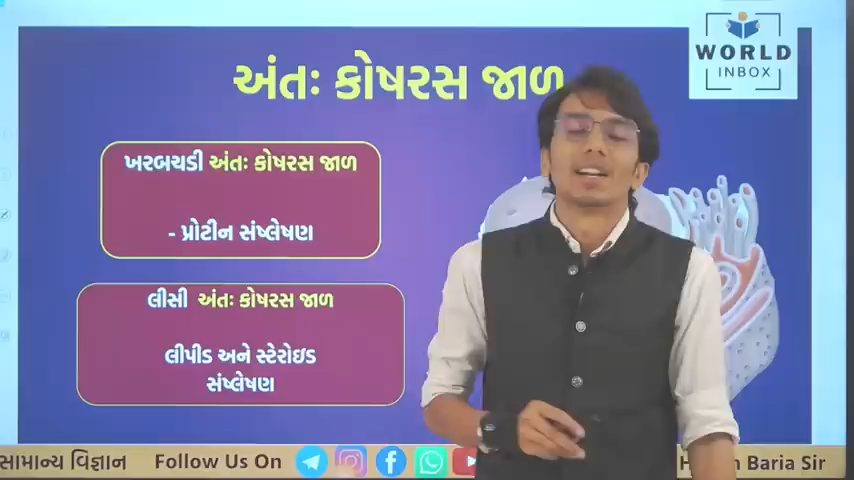 WORLD
INBOX
અંતઃ કોષરસ જાળ
ખરબચડી અંતઃ કોષરસ જાળ
- પ્રોટીન સંષ્લેષણ
લીસી અંતઃ કોષરસ જાળ
લીપીડ અને સ્ટેરોઇડ
સંષ્લેષણ
સામાન્ય વિજ્ઞાન Follow Us On Baria Sir